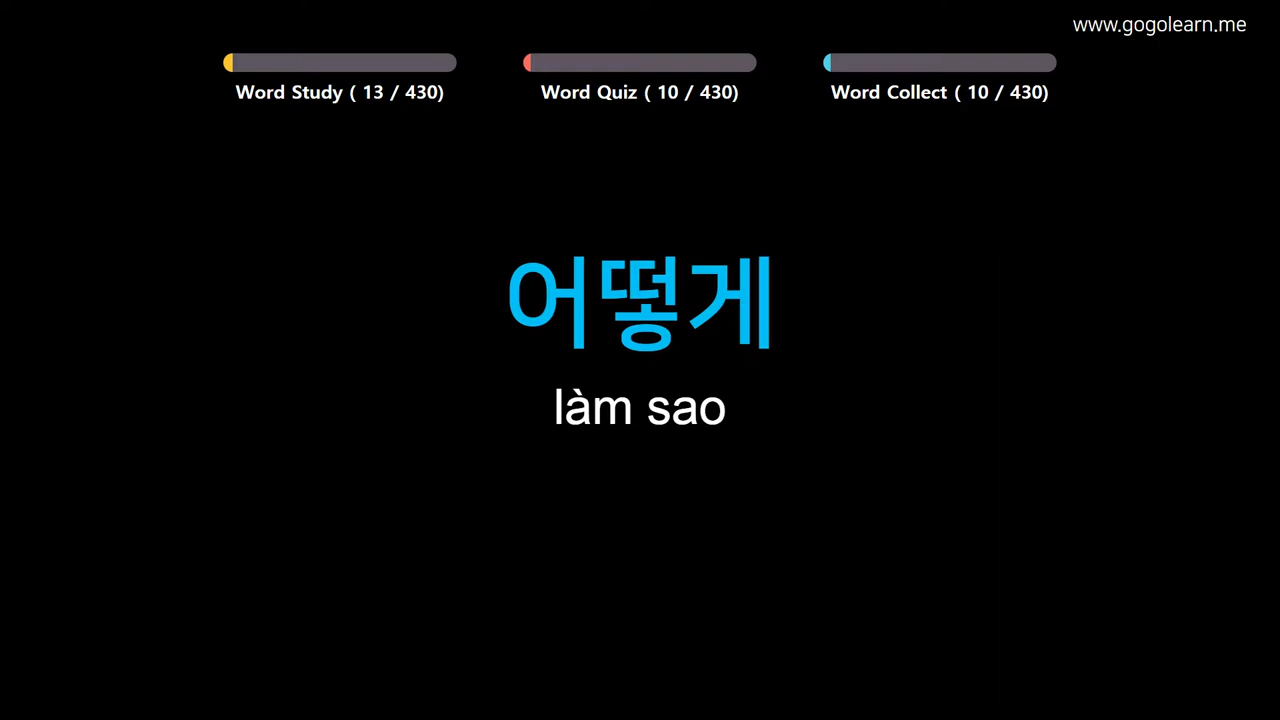 www.gogolearn.me
Word Study ( 13 / 430)
Word Quiz ( 10 / 430)
Word Collect ( 10 / 430)
어떻게
làm sao